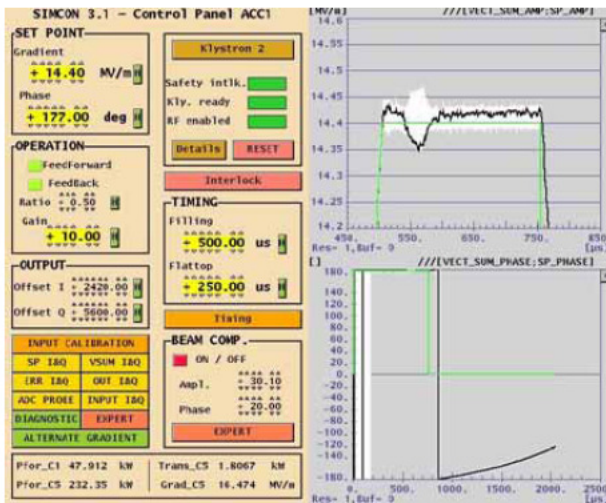 SIMCON 3.1 - Control Panel ACC1
SET POINT
Gradient
+ 14.40 MV/m H
Phase
+ 177.00 deg H
OPERATION
FeedForward
FeedBack
Ratio + 0.50 H
Gain
+ 10.00 H
OUTPUT
Offset I + 2420.00 H
Offset Q + 5600.00 H
INPUT CALIBRATION
SP I&Q VSUM I&Q
ERR I&Q OUT I&Q
ADC PROBE INPUT I&Q
DIAGNOSTIC EXPERT
ALTERNATE GRADIENT
Klystron 2
Safety intlk.
Kly. ready
RF enabled
Details RESET
Interlock
TIMING
Filling
+ 500.00 us H
Flattop
+ 250.00 us H
Timing
BEAM COMP.
ON / OFF
Ampl. + 30.10
Phase + 20.00
EXPERT
Pfor_C1 47.912 kW Trans_C5 1.8067 kW
Pfor_C5 232.35 kW Grad_C5 16.474 MV/m
[MV/m] ///[VECT_SUM_AMP;SP_AMP]
14.6
14.55
14.5
14.45
14.4
14.35
14.3
14.25
14.2
450. 550. 650. 750. 850
Res- 1,Buf- 0 [µs]
[] ///[VECT_SUM_PHASE;SP_PHASE]
180.
160.
140.
120.
100.
80.
60.
40.
20.
0.
-20.
-40.
-60.
-80.
-100.
-120.
-140.
-160.
-180.
0. 500. 1000. 1500. 2000. 2500
Res- 1,Buf- 0 [µs]